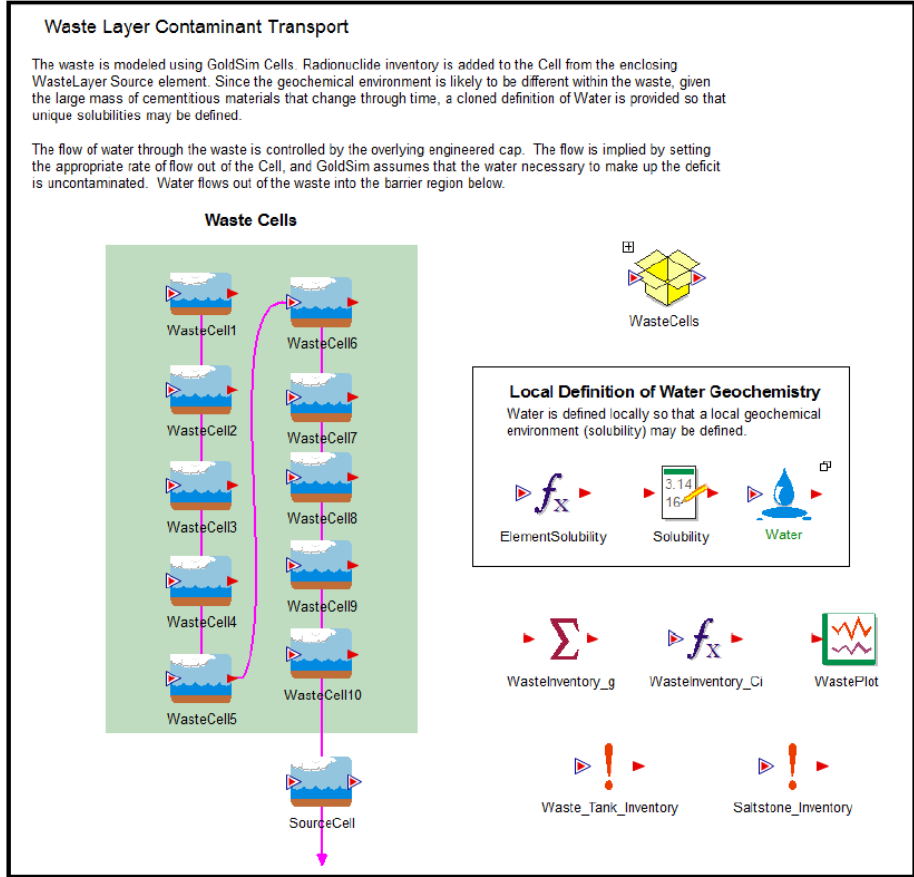 Waste Layer Contaminant Transport
The waste is modeled using GoldSim Cells. Radionuclide inventory is added to the Cell from the enclosing
WasteLayer Source element. Since the geochemical environment is likely to be different within the waste, given
the large mass of cementitious materials that change through time, a cloned definition of Water is provided so that
unique solubilities may be defined.
The flow of water through the waste is controlled by the overlying engineered cap. The flow is implied by setting
the appropriate rate of flow out of the Cell, and GoldSim assumes that the water necessary to make up the deficit
is uncontaminated. Water flows out of the waste into the barrier region below.
Waste Cells
WasteCell1
WasteCell2
WasteCell3
WasteCell4
WasteCell5
WasteCell6
WasteCell7
WasteCell8
WasteCell9
WasteCell10
SourceCell
WasteCells
Local Definition of Water Geochemistry
Water is defined locally so that a local geochemical
environment (solubility) may be defined.
fx
3.14
16
ElementSolubility
Solubility
Water
Σ
fx
WasteInventory_g
WasteInventory_Ci
WastePlot
!
!
Waste_Tank_Inventory
Saltstone_Inventory